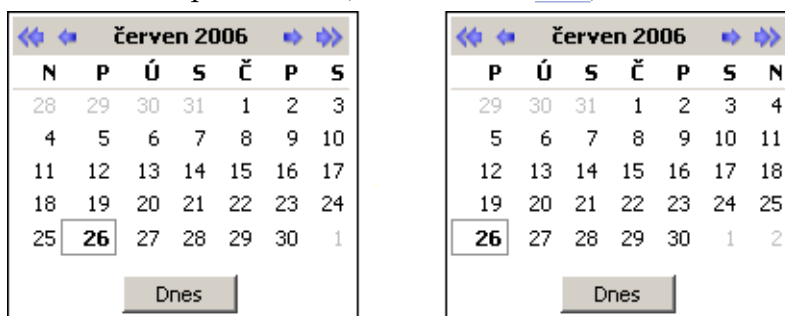 červen 2006
N P Ú S Č P S
28 29 30 31 1 2 3
4 5 6 7 8 9 10
11 12 13 14 15 16 17
18 19 20 21 22 23 24
25 26 27 28 29 30 1
Dnes
červen 2006
P Ú S Č P S N
29 30 31 1 2 3 4
5 6 7 8 9 10 11
12 13 14 15 16 17 18
19 20 21 22 23 24 25
26 27 28 29 30 1 2
Dnes